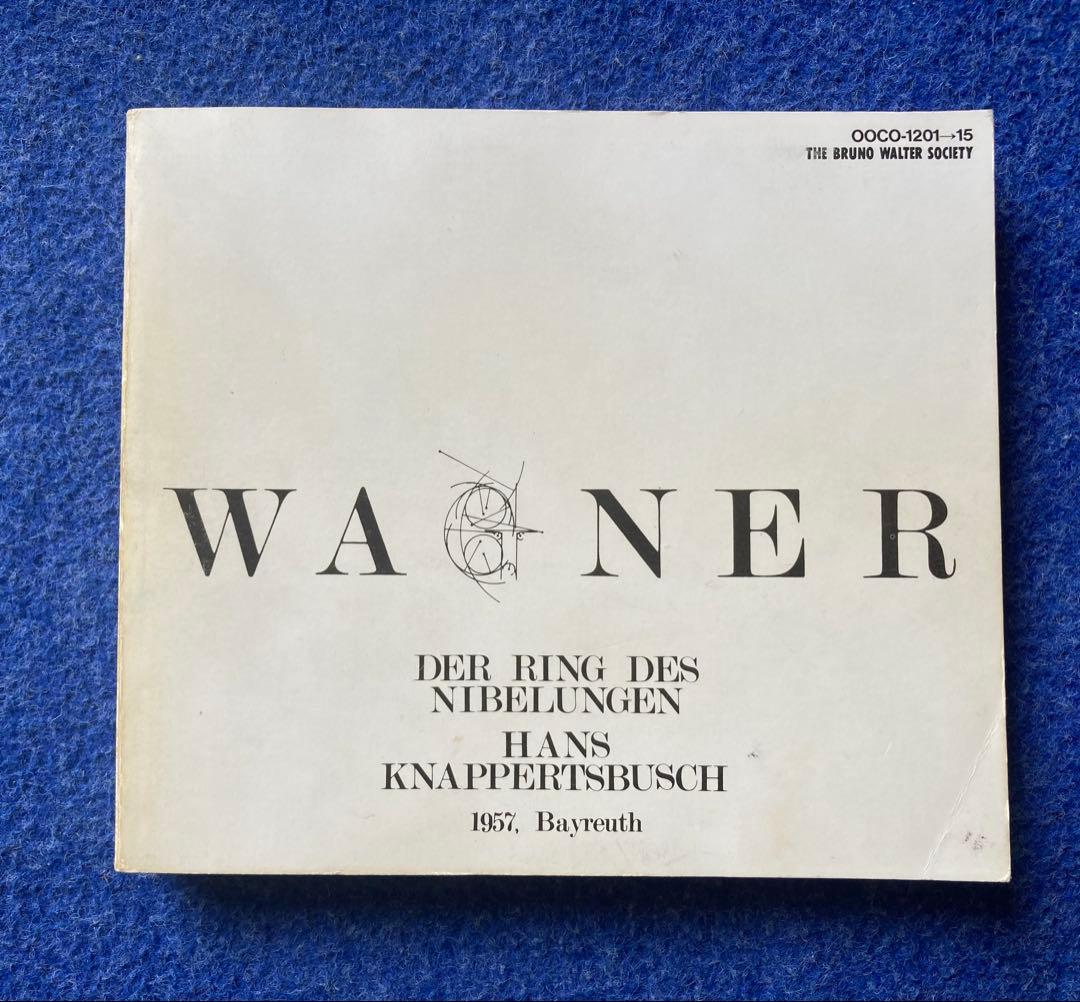 OOCO-1201→15
THE BRUNO WALTER SOCIETY
WAGNER
DER RING DES
NIBELUNGEN
HANS
KNAPPERTSBUSCH
1957, Bayreuth